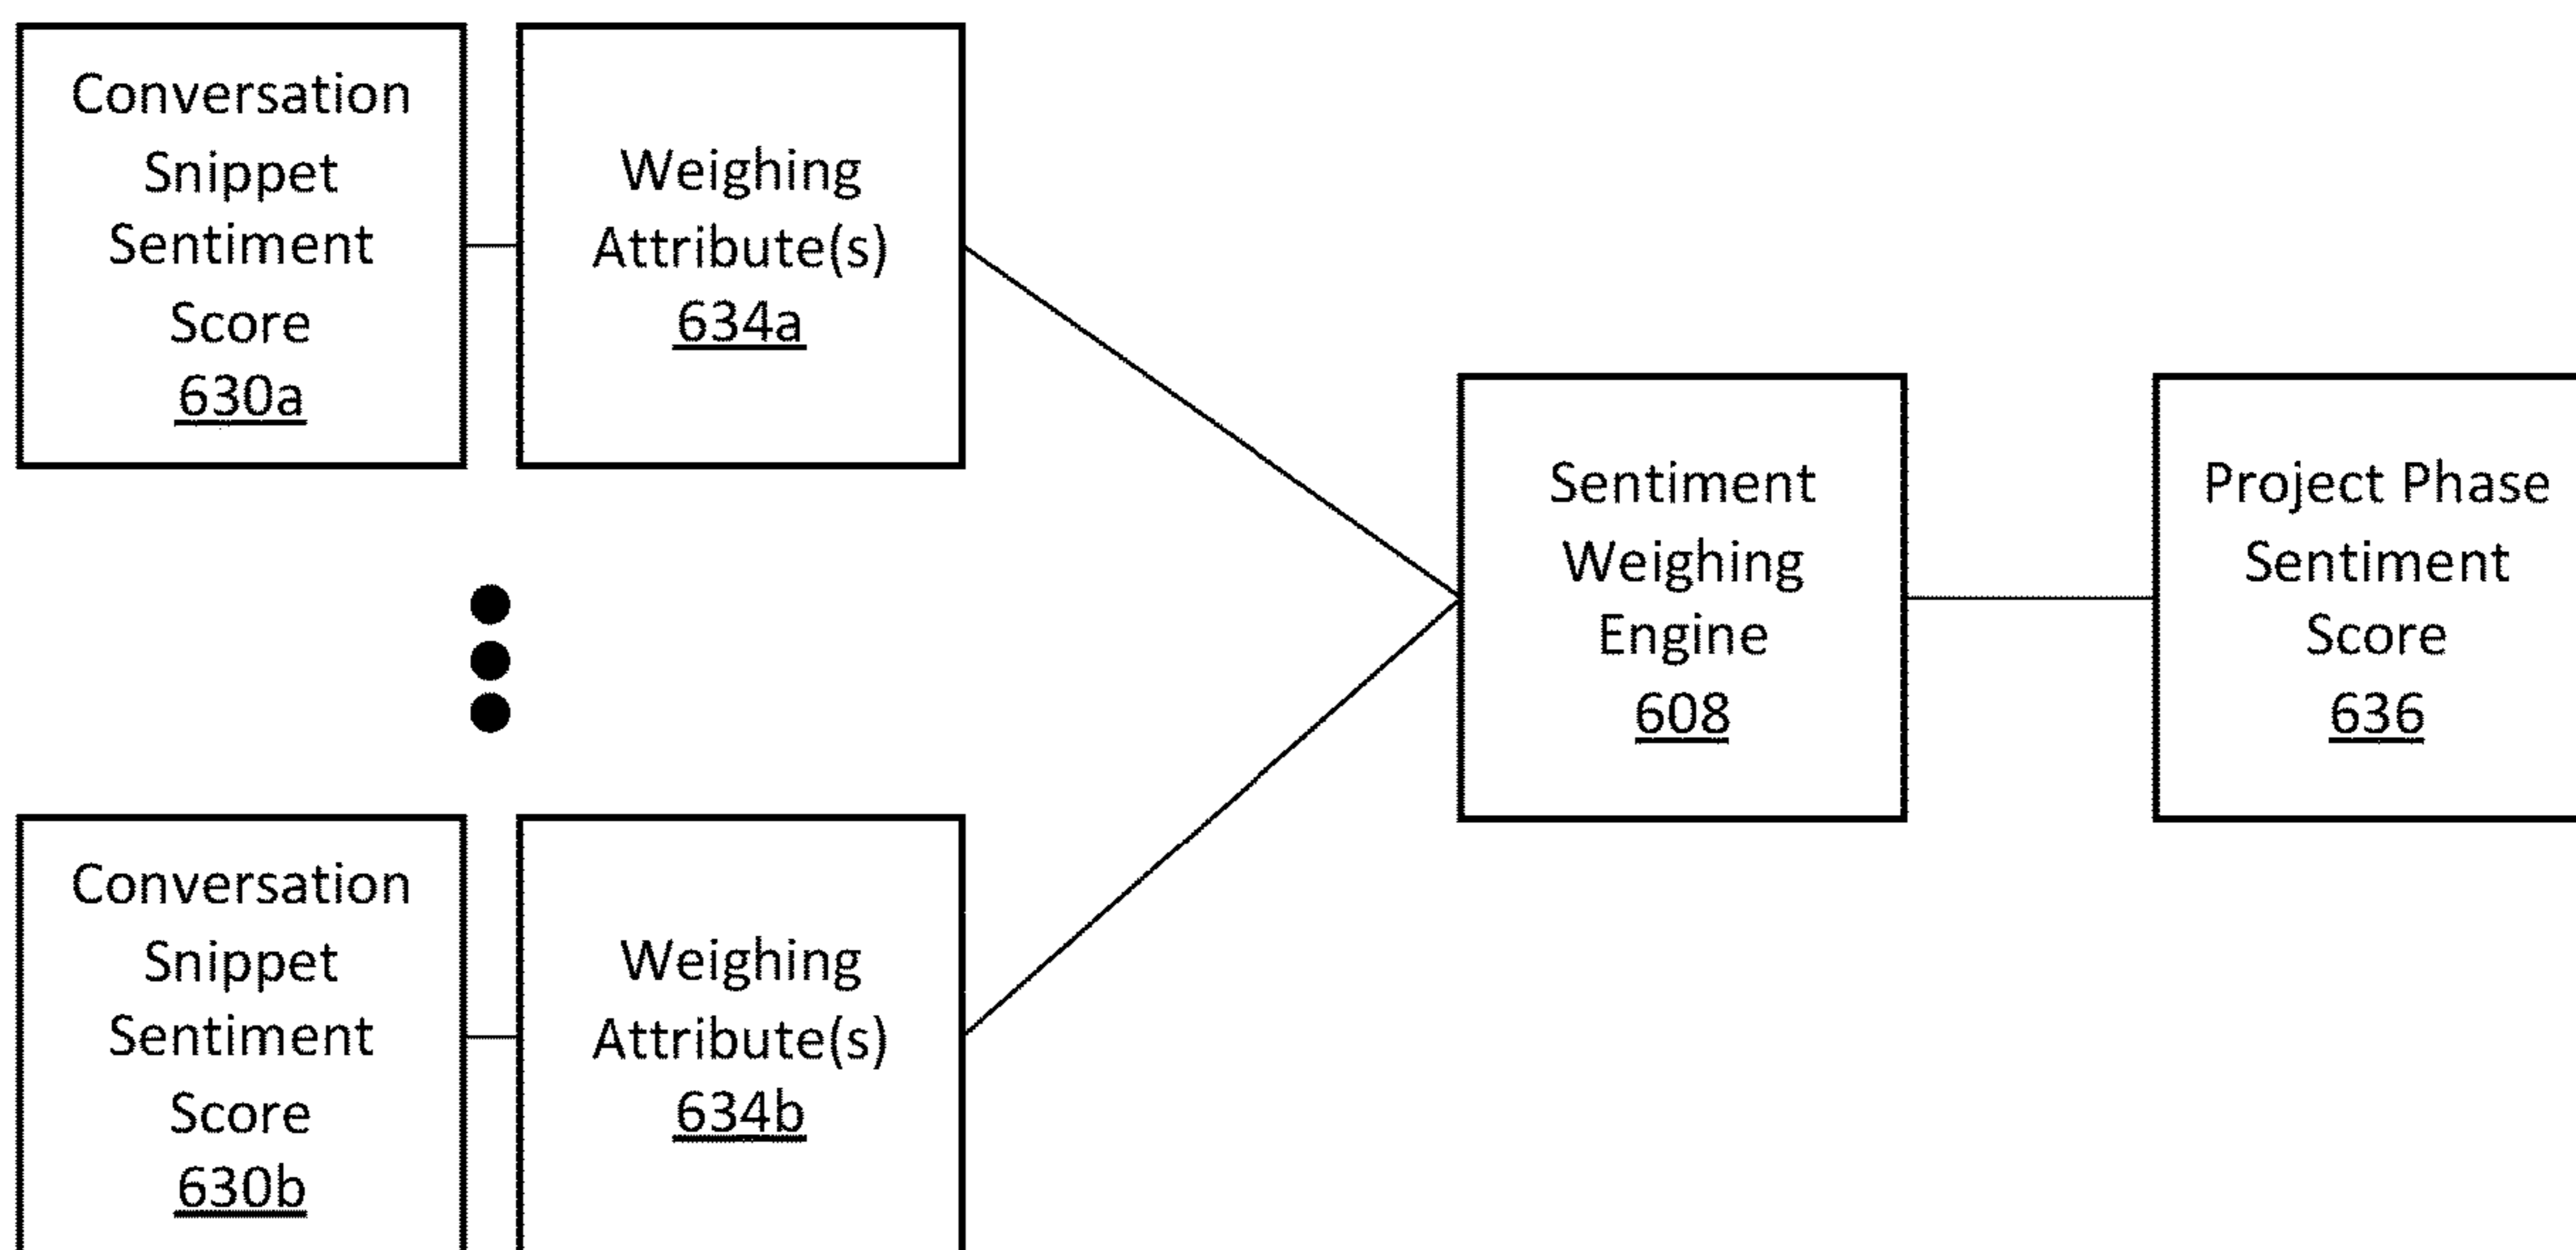 Conversation
Snippet
Sentiment
Score
630a
Weighing
Attribute(s)
634a
Sentiment
Weighing
Engine
608
Project Phase
Sentiment
Score
636
Conversation
Snippet
Sentiment
Score
630b
Weighing
Attribute(s)
634b